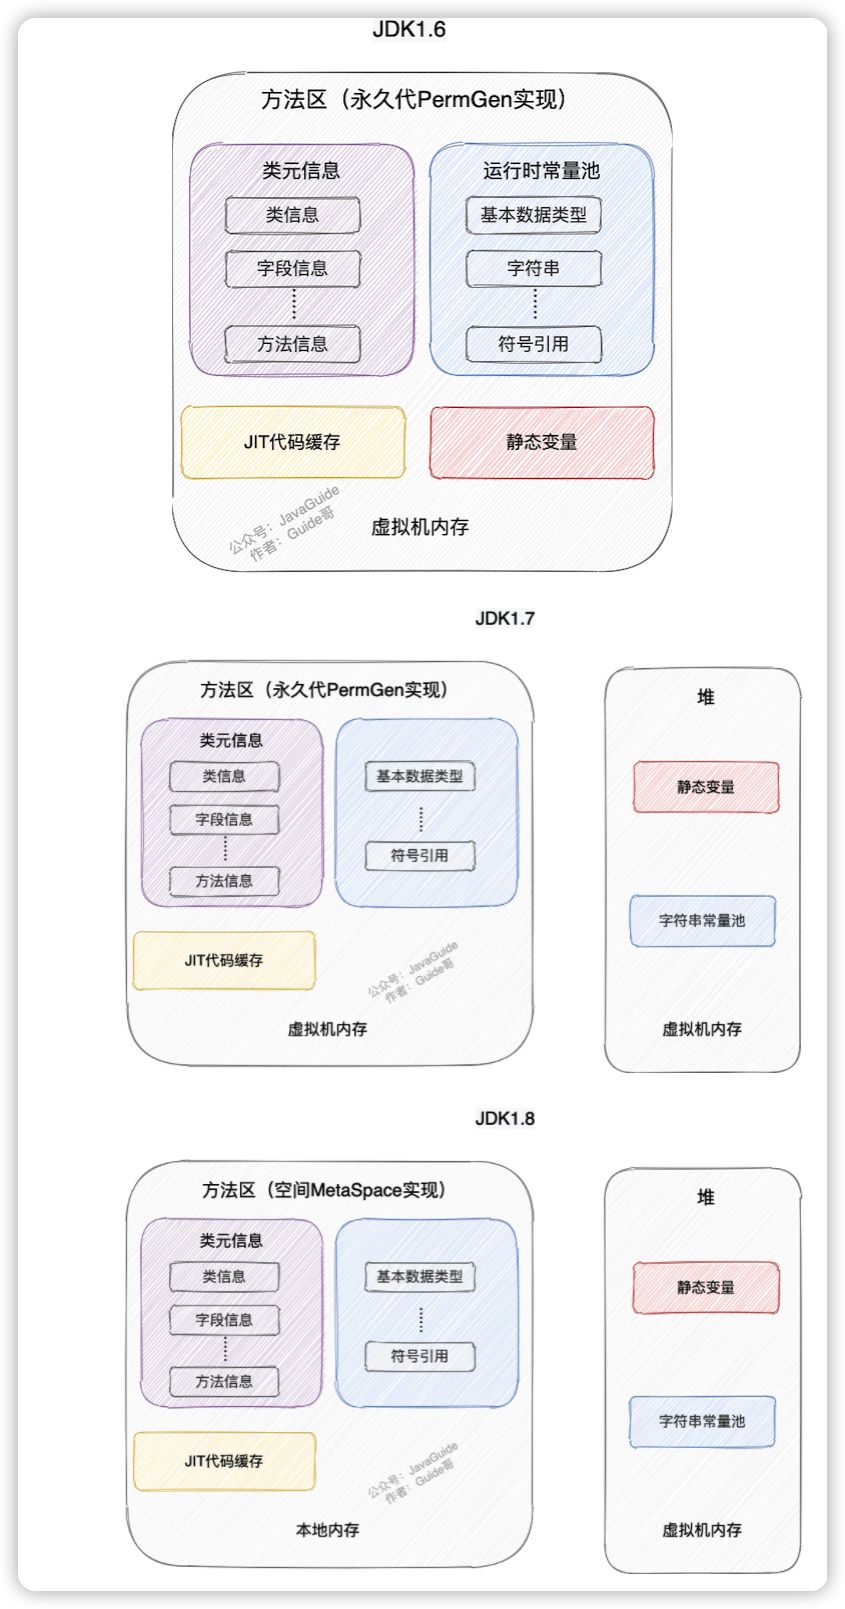 JDK1.6
方法区（永久代PermGen实现）
类元信息
类信息
字段信息
方法信息
运行时常量池
基本数据类型
字符串
符号引用
JIT代码缓存
静态变量
公众号：JavaGuide
作者：Guide哥
虚拟机内存
JDK1.7
方法区（永久代PermGen实现）
类元信息
类信息
字段信息
方法信息
基本数据类型
符号引用
JIT代码缓存
公众号：JavaGuide
作者：Guide哥
虚拟机内存
堆
静态变量
字符串常量池
虚拟机内存
JDK1.8
方法区（空间MetaSpace实现）
类元信息
类信息
字段信息
方法信息
基本数据类型
符号引用
JIT代码缓存
公众号：JavaGuide
作者：Guide哥
本地内存
堆
静态变量
字符串常量池
虚拟机内存